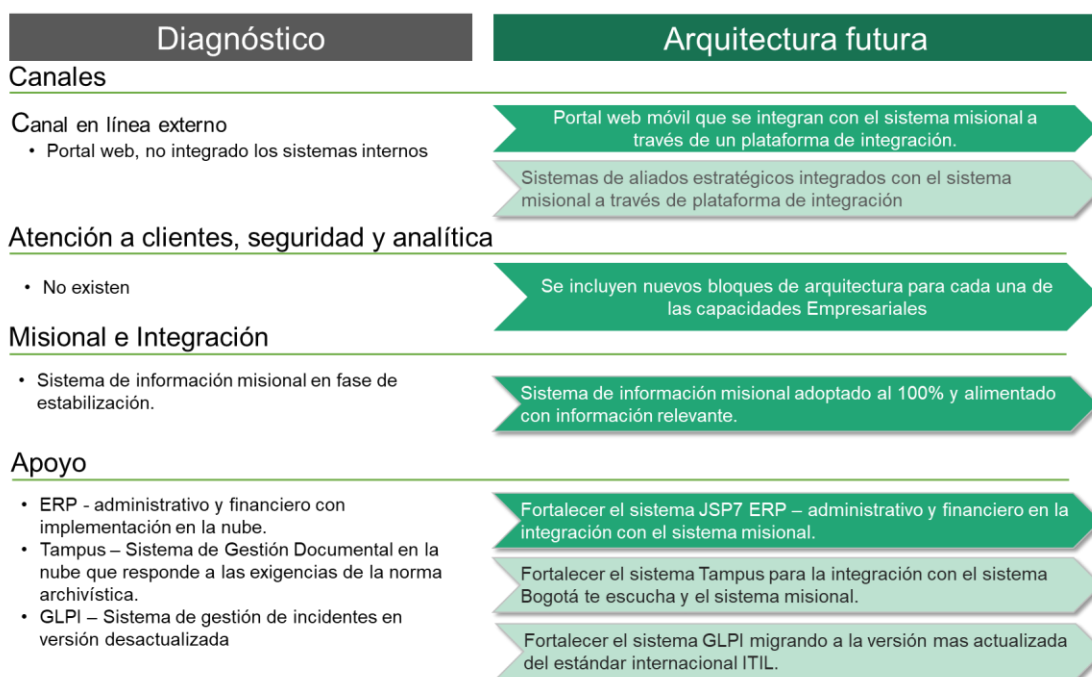 Diagnóstico
Arquitectura futura
Canales
Canal en línea externo
• Portal web, no integrado los sistemas internos
Portal web móvil que se integran con el sistema misional a
través de un plataforma de integración.
Sistemas de aliados estratégicos integrados con el sistema
misional a través de plataforma de integración
Atención a clientes, seguridad y analítica
• No existen
Se incluyen nuevos bloques de arquitectura para cada una de
las capacidades Empresariales
Misional e Integración
• Sistema de información misional en fase de
estabilización.
Sistema de información misional adoptado al 100% y alimentado
con información relevante.
Apoyo
• ERP - administrativo y financiero con
implementación en la nube.
• Tampus – Sistema de Gestión Documental en la
nube que responde a las exigencias de la norma
archivística.
• GLPI – Sistema de gestión de incidentes en
versión desactualizada
Fortalecer el sistema JSP7 ERP – administrativo y financiero en la
integración con el sistema misional.
Fortalecer el sistema Tampus para la integración con el sistema
Bogotá te escucha y el sistema misional.
Fortalecer el sistema GLPI migrando a la versión mas actualizada
del estándar internacional ITIL.